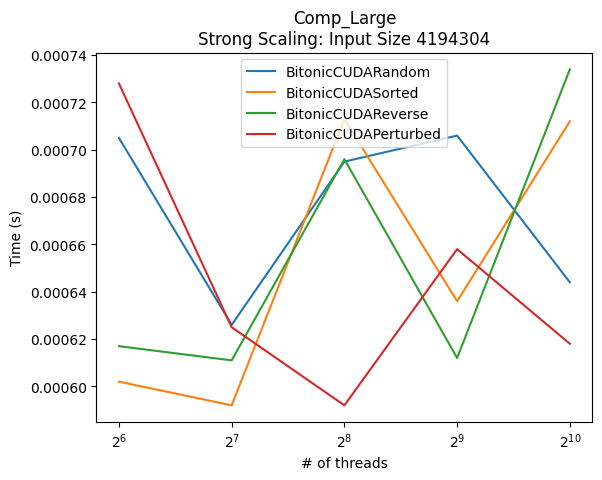 Comp_Large
Strong Scaling: Input Size 4194304
BitonicCUDARandom
BitonicCUDASorted
BitonicCUDAReverse
BitonicCUDAPerturbed
Time (s)
0.00074
0.00072
0.00070
0.00068
0.00066
0.00064
0.00062
0.00060
2⁶ 2⁷ 2⁸ 2⁹ 2¹⁰
# of threads